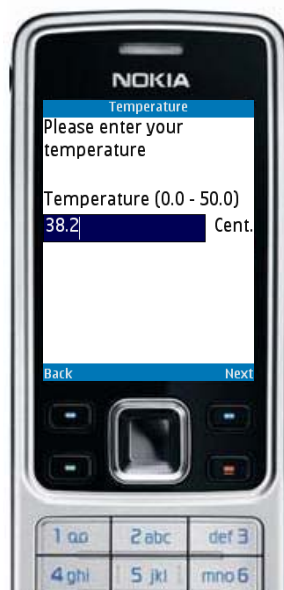 NOKIA
Temperature
Please enter your
temperature
Temperature (0.0 - 50.0)
38.2 Cent.
Back Next
1 2 abc def 3
4 ghi 5 jkl mno 6